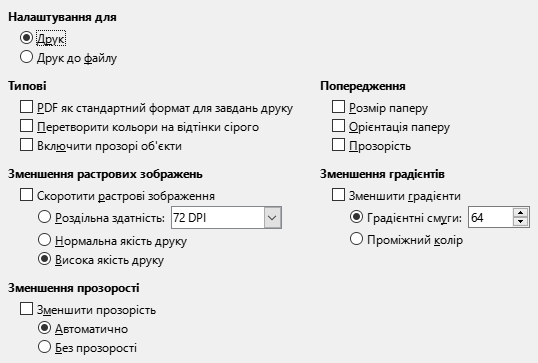 Налаштування для
Друк
Друк до файлу
Типові
PDF як стандартний формат для завдань друку
Перетворити кольори на відтінки сірого
Включити прозорі об'єкти
Попередження
Розмір паперу
Орієнтація паперу
Прозорість
Зменшення растрових зображень
Скоротити растрові зображення
Роздільна здатність: 72 DPI
Нормальна якість друку
Висока якість друку
Зменшення градієнтів
Зменшити градієнти
Градієнтні смуги: 64
Проміжний колір
Зменшення прозорості
Зменшити прозорість
Автоматично
Без прозорості